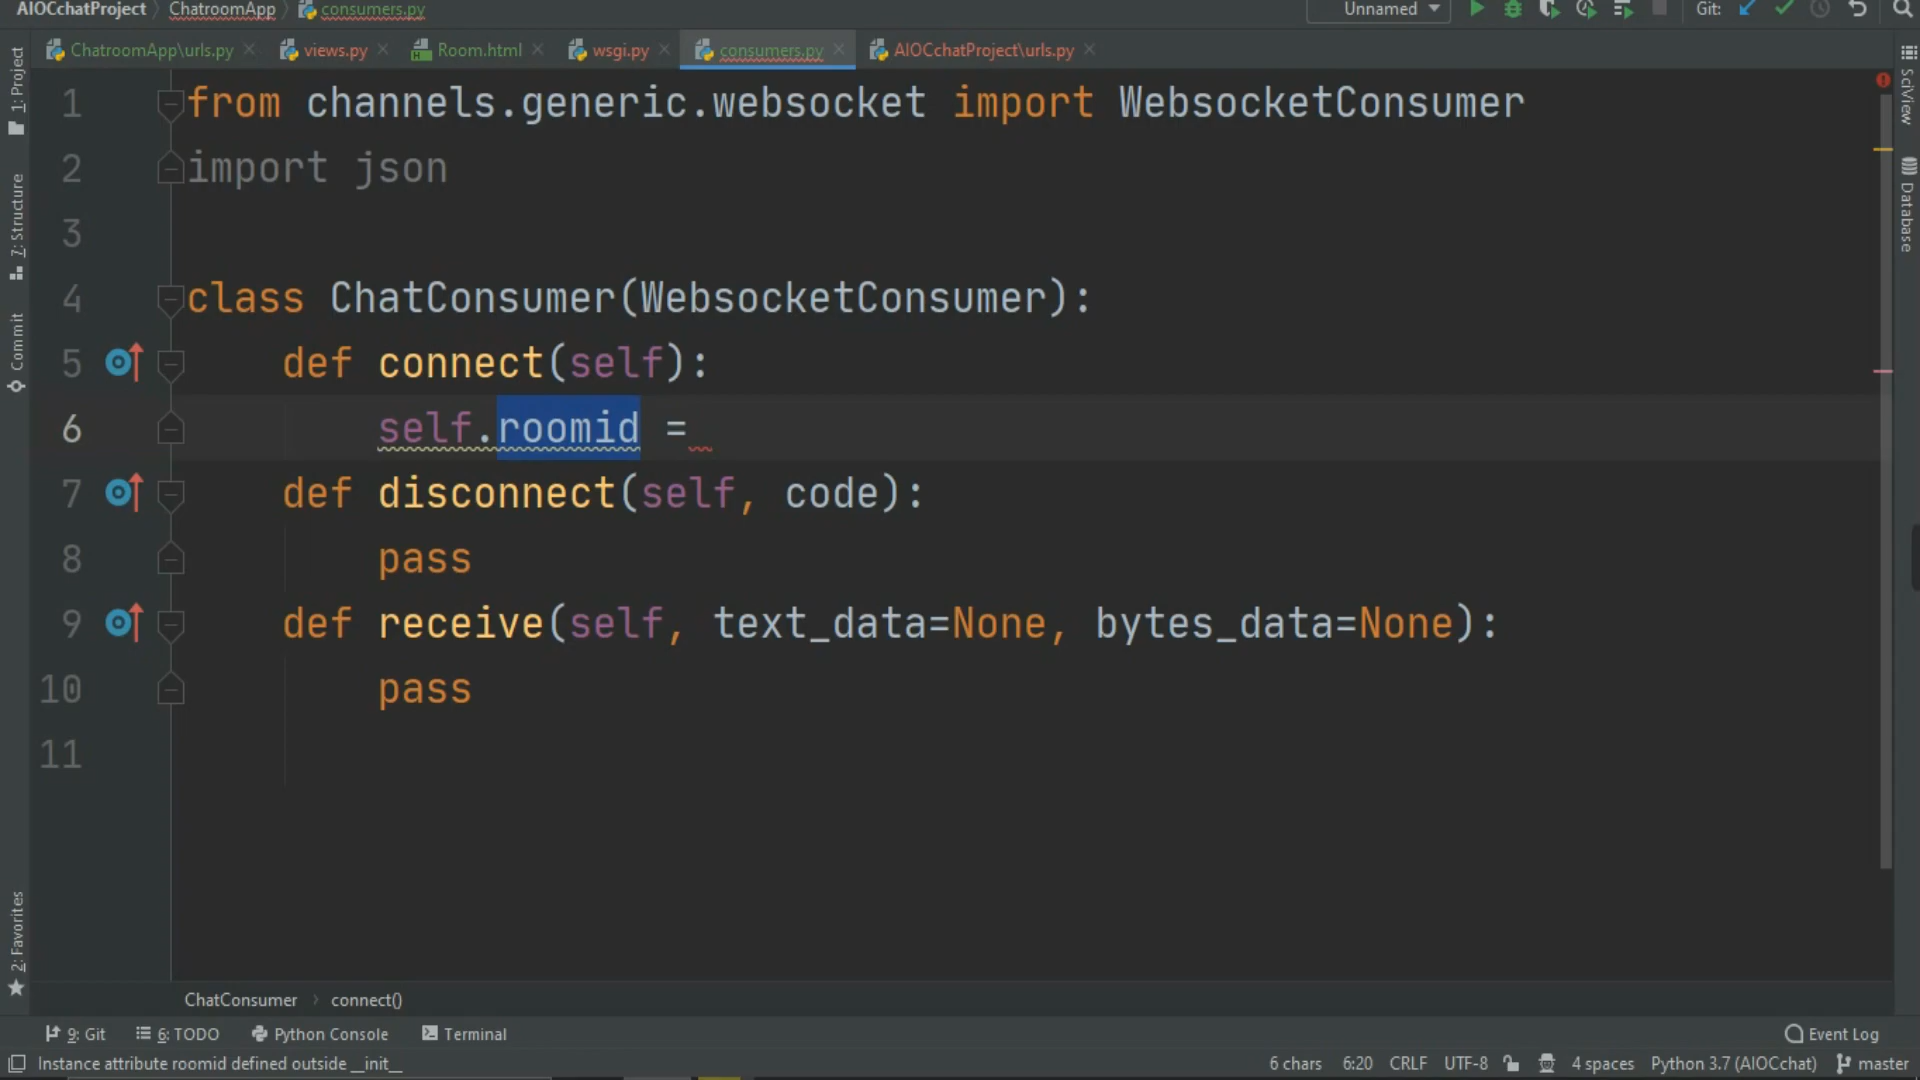 AIOCchatProject ChatroomApp consumers.py Unnamed Git:
ChatroomApp\urls.py views.py Room.html wsgi.py consumers.py AIOCchatProject\urls.py
1: Project
7: Structure
Commit
2: Favorites
SciView
Database
1 from channels.generic.websocket import WebsocketConsumer
2 import json
3
4 class ChatConsumer(WebsocketConsumer):
5 def connect(self):
6 self.roomid =
7 def disconnect(self, code):
8 pass
9 def receive(self, text_data=None, bytes_data=None):
10 pass
11
ChatConsumer › connect()
9: Git 6: TODO Python Console Terminal Event Log
Instance attribute roomid defined outside __init__ 6 chars 6:20 CRLF UTF-8 4 spaces Python 3.7 (AIOCchat) master